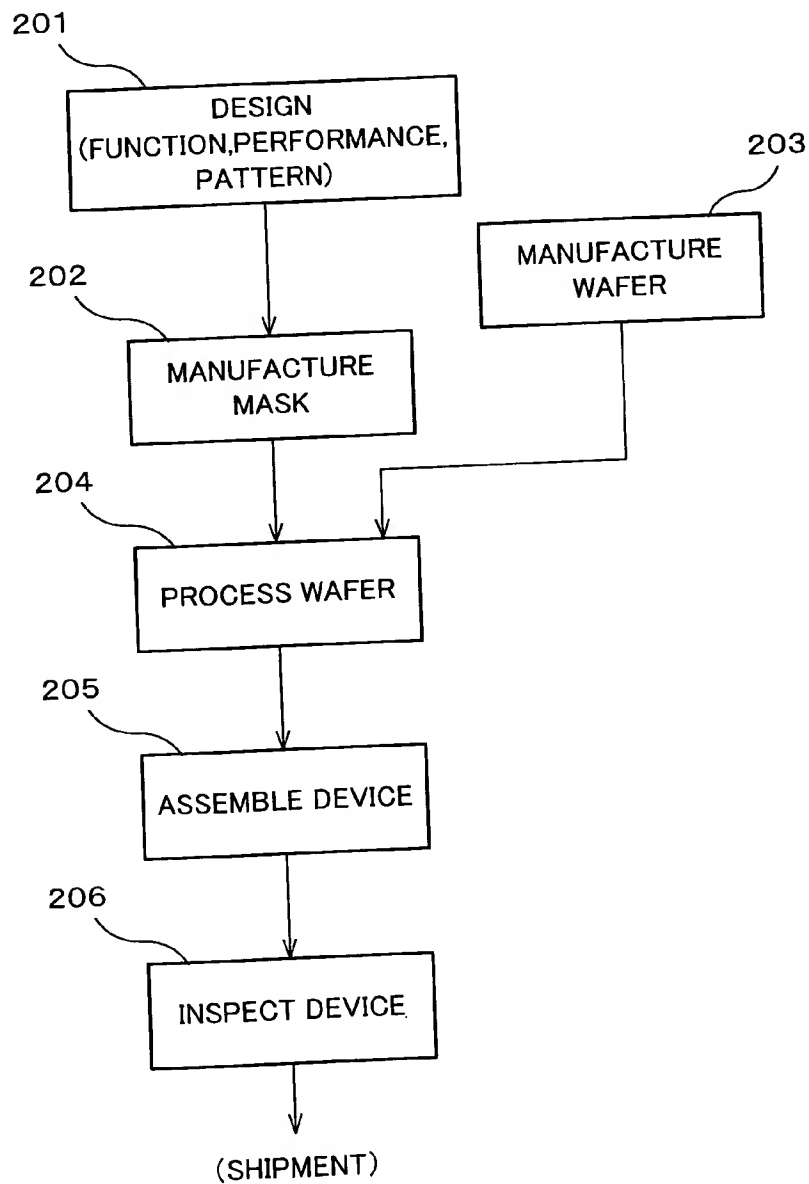 201
DESIGN
(FUNCTION,PERFORMANCE,
PATTERN)
203
MANUFACTURE
WAFER
202
MANUFACTURE
MASK
204
PROCESS WAFER
205
ASSEMBLE DEVICE
206
INSPECT DEVICE
(SHIPMENT)